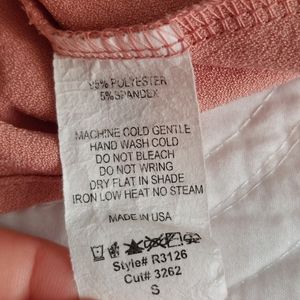 95% POLYESTER
5% SPANDEX
MACHINE COLD GENTLE
HAND WASH COLD
DO NOT BLEACH
DO NOT WRING
DRY FLAT IN SHADE
IRON LOW HEAT NO STEAM
MADE IN USA
Style# R3126
Cut# 3262
S